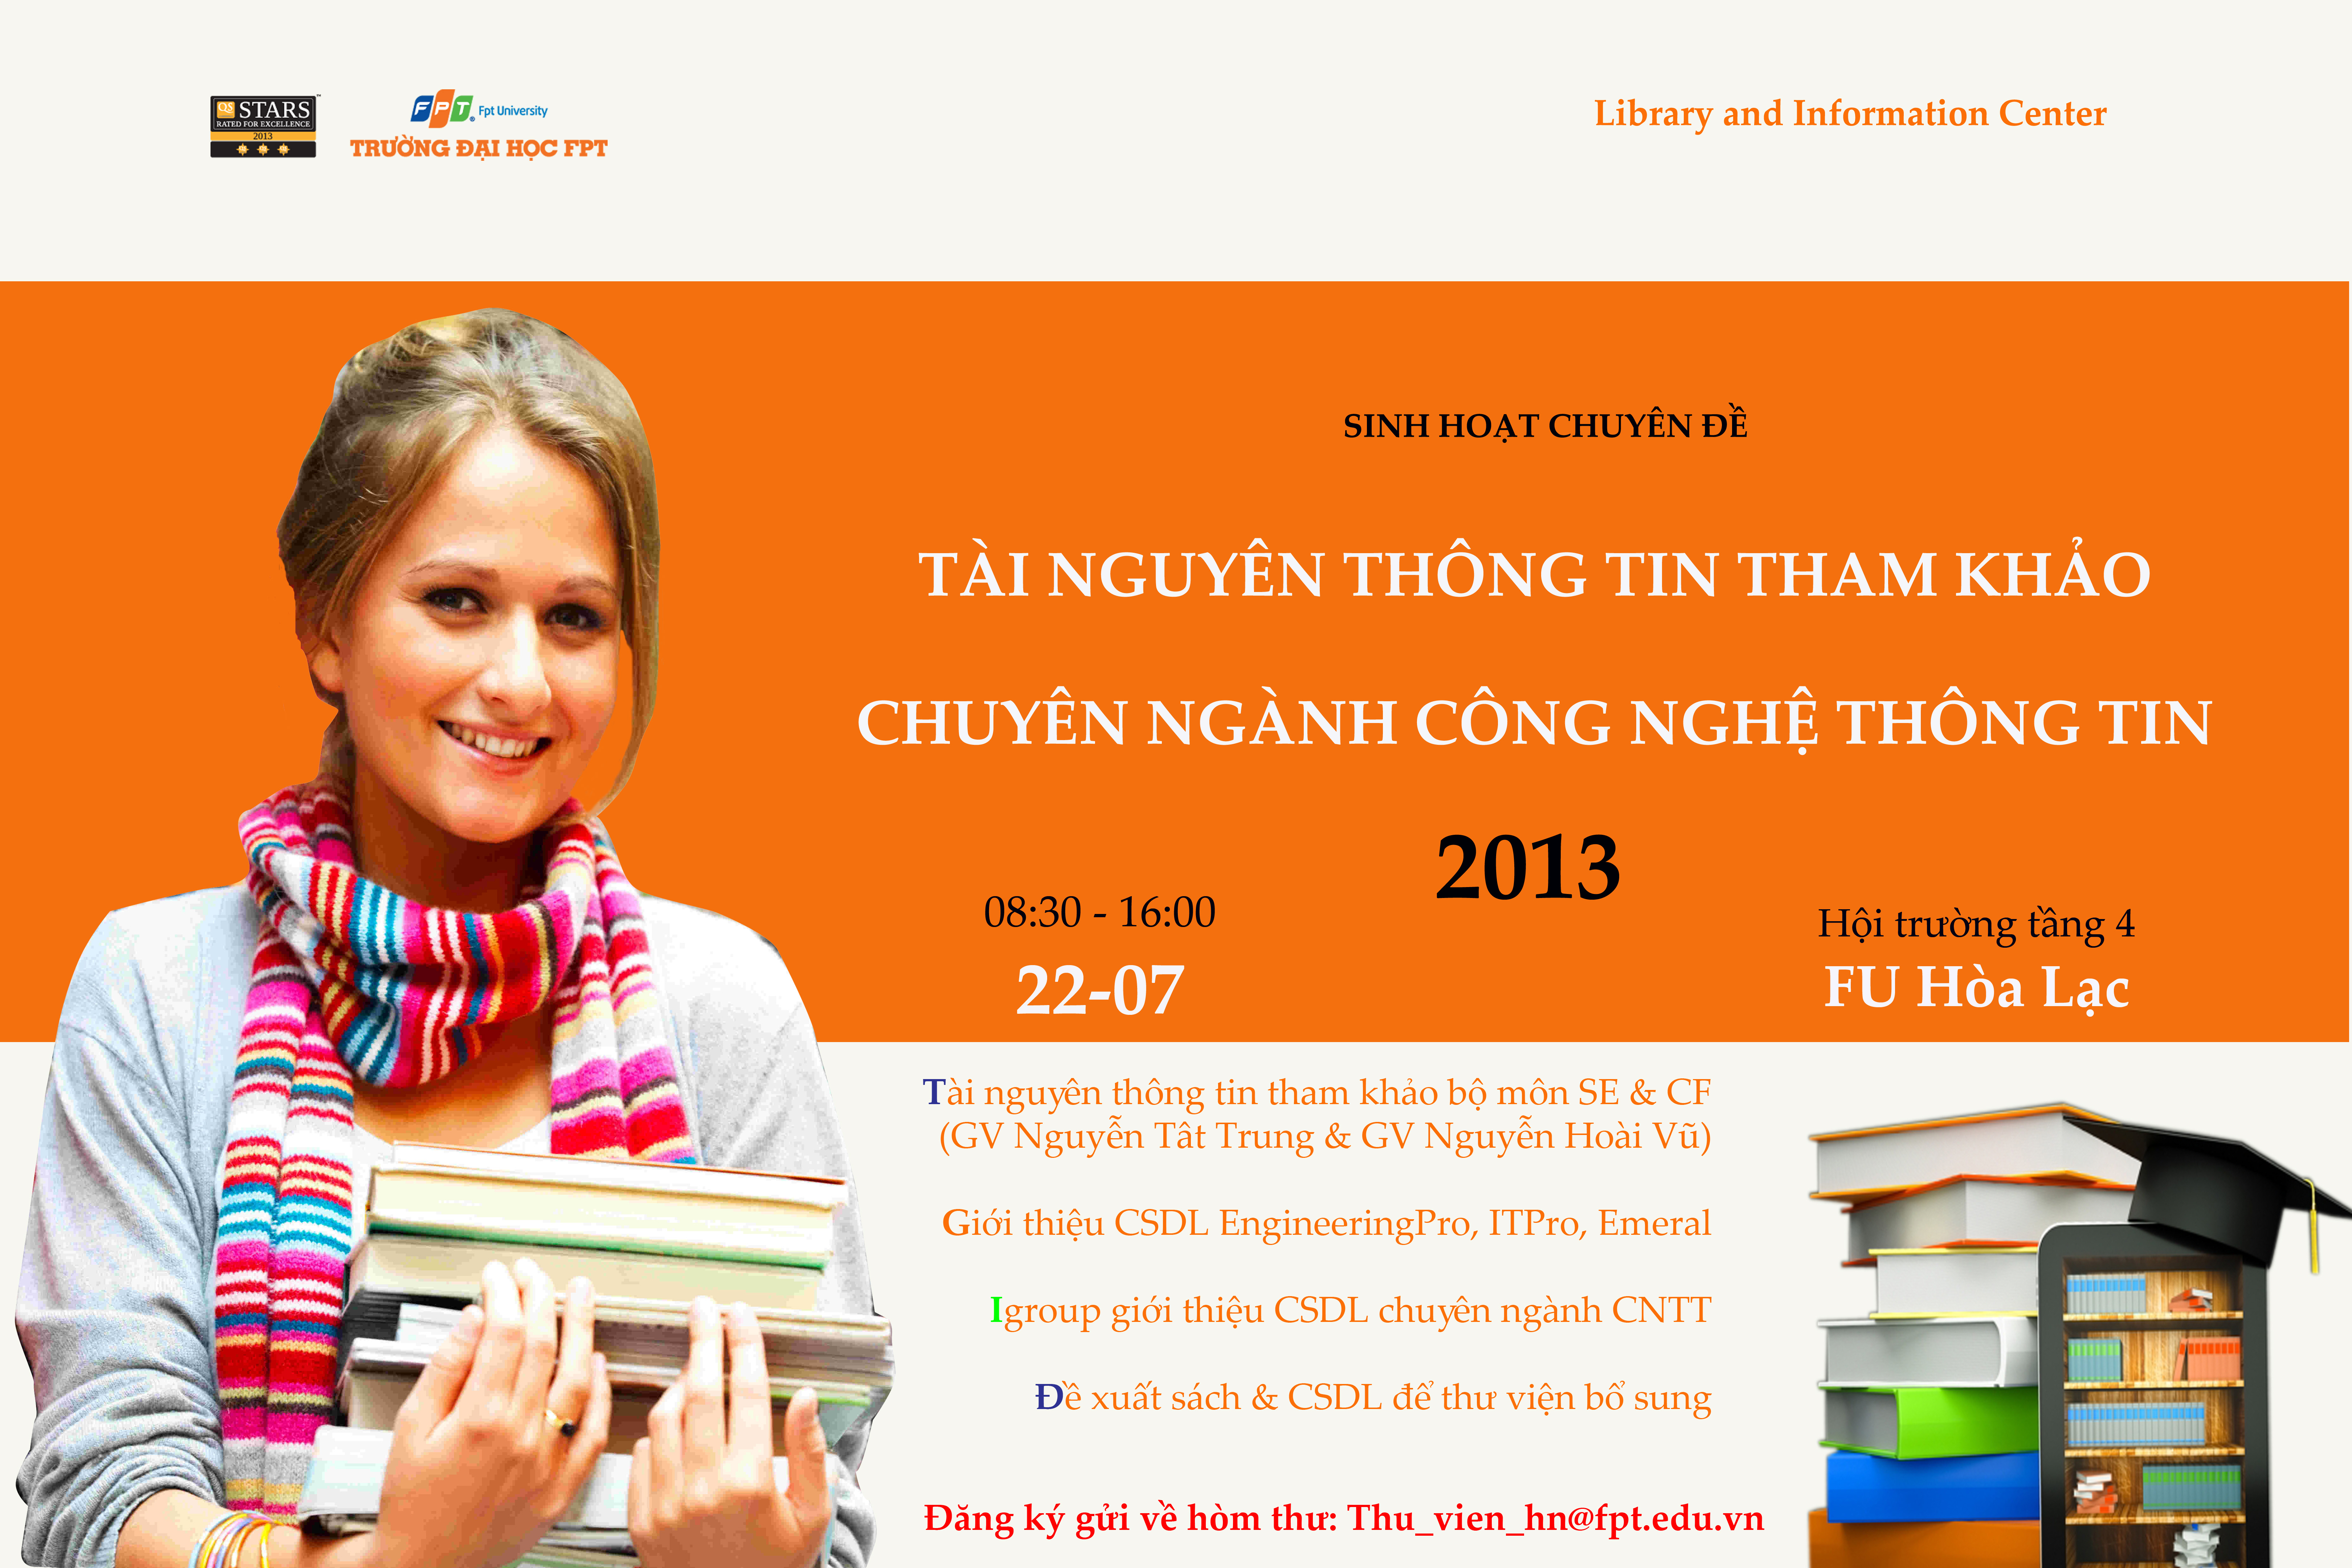 QS STARS™
RATED FOR EXCELLENCE
2013
FPT Fpt University
TRƯỜNG ĐẠI HỌC FPT
Library and Information Center
SINH HOẠT CHUYÊN ĐỀ
TÀI NGUYÊN THÔNG TIN THAM KHẢO
CHUYÊN NGÀNH CÔNG NGHỆ THÔNG TIN
2013
08:30 - 16:00
22-07
Hội trường tầng 4
FU Hòa Lạc
Tài nguyên thông tin tham khảo bộ môn SE & CF
(GV Nguyễn Tât Trung & GV Nguyễn Hoài Vũ)
Giới thiệu CSDL EngineeringPro, ITPro, Emeral
Igroup giới thiệu CSDL chuyên ngành CNTT
Đề xuất sách & CSDL để thư viện bổ sung
Đăng ký gửi về hòm thư: Thu_vien_hn@fpt.edu.vn